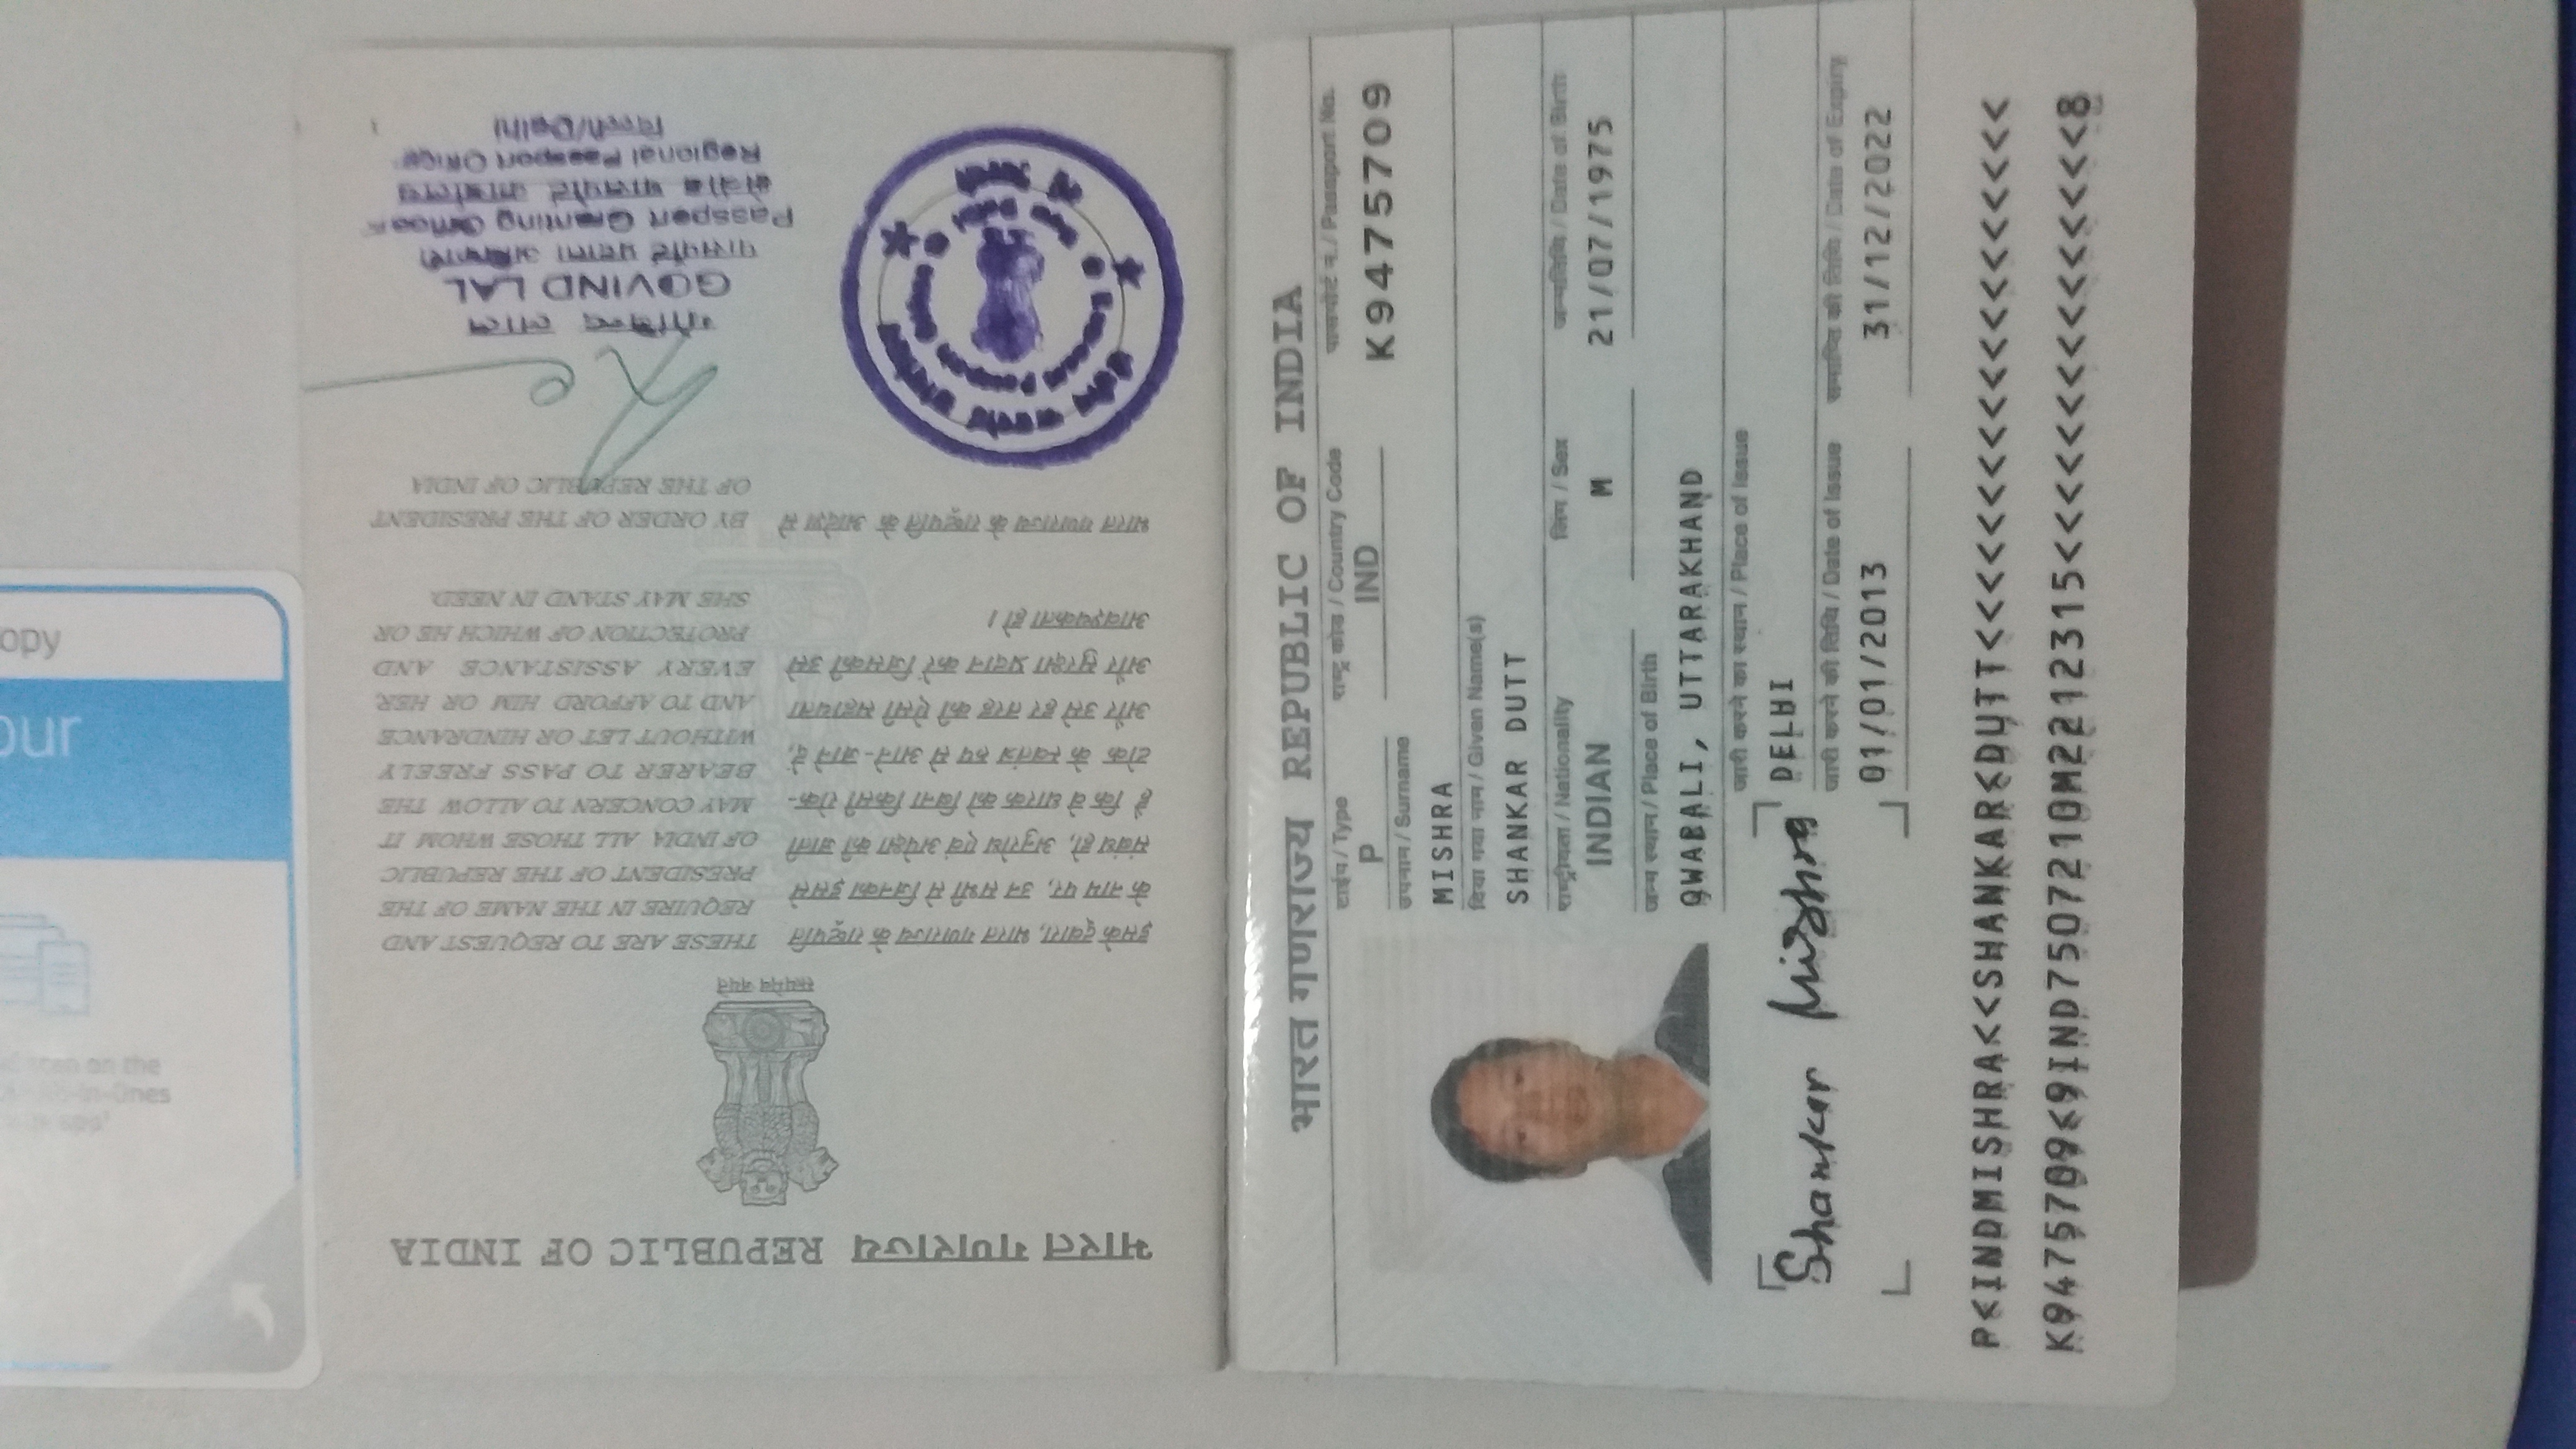 भारत गणराज्य REPUBLIC OF INDIA
टाईप / Type
राष्ट्र कोड / Country Code
पासपोर्ट न. / Passport No.
P
IND
K9475709
उपनाम / Surname
MISHRA
दिया गया नाम / Given Name(s)
SHANKAR DUTT
राष्ट्रीयता / Nationality
लिंग / Sex
जन्मतिथि / Date of Birth
INDIAN
M
21/07/1975
जन्म स्थान / Place of Birth
QWABALI, UTTARAKHAND
जारी करने का स्थान / Place of Issue
DELHI
जारी करने की तिथि / Date of Issue
समाप्ति की तिथि / Date of Expiry
01/01/2013
31/12/2022
Shankar Mishra
P<INDMISHRA<<SHANKAR<DUTT<<<<<<<<<<<<<<<<<<<
K9475709<9IND7507210M2212315<<<<<<<<<<<<<<<8
भारत गणराज्य REPUBLIC OF INDIA
सत्यमेव जयते
इसके द्वारा, भारत गणराज्य के राष्ट्रपति
के नाम पर, उन सभी से जिनका इससे
संबंध हो, अनुरोध एवं अपेक्षा की जाती
है कि वे धारक को बिना किसी रोक-
टोक के स्वतंत्र रूप से आने-जाने दें,
और उसे हर तरह की ऐसी सहायता
और सुरक्षा प्रदान करें जिसकी उसे
आवश्यकता हो।
भारत गणराज्य के राष्ट्रपति के आदेश से
THESE ARE TO REQUEST AND
REQUIRE IN THE NAME OF THE
PRESIDENT OF THE REPUBLIC
OF INDIA ALL THOSE WHOM IT
MAY CONCERN TO ALLOW THE
BEARER TO PASS FREELY
WITHOUT LET OR HINDRANCE
AND TO AFFORD HIM OR HER,
EVERY ASSISTANCE AND
PROTECTION OF WHICH HE OR
SHE MAY STAND IN NEED.
BY ORDER OF THE PRESIDENT
OF THE REPUBLIC OF INDIA
गोविन्द लाल
GOVIND LAL
पासपोर्ट प्रदाता अधिकारी
Passport Granting Officer
क्षेत्रीय पासपोर्ट कार्यालय
Regional Passport Office
दिल्ली/Delhi
opy
our